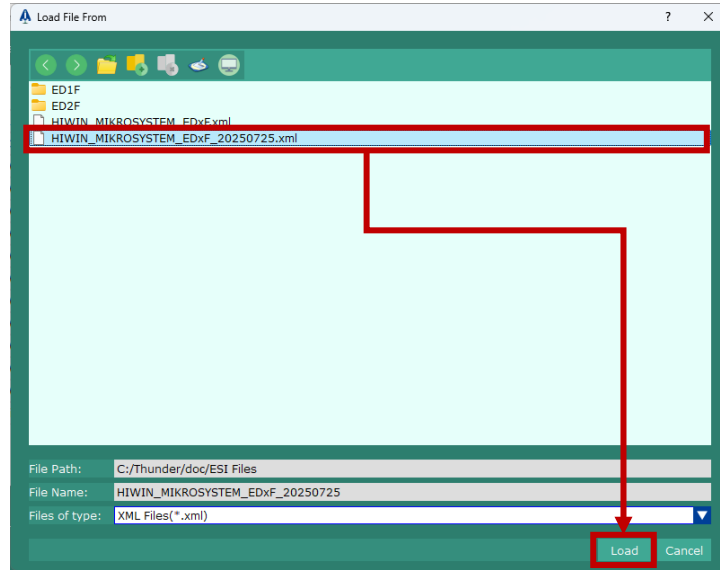 Load File From
?
ED1F
ED2F
HIWIN_MIKROSYSTEM_EDxF.xml
HIWIN_MIKROSYSTEM_EDxF_20250725.xml
File Path: C:/Thunder/doc/ESI Files
File Name: HIWIN_MIKROSYSTEM_EDxF_20250725
Files of type: XML Files(*.xml)
Load Cancel